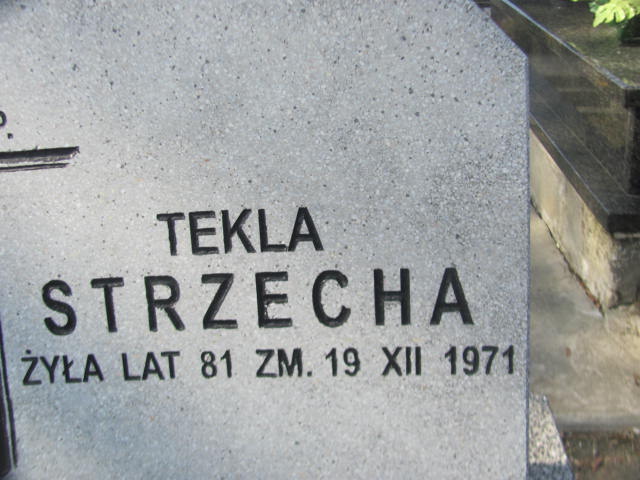 P.
TEKLA
STRZECHA
ŻYŁA LAT 81 ZM. 19 XII 1971